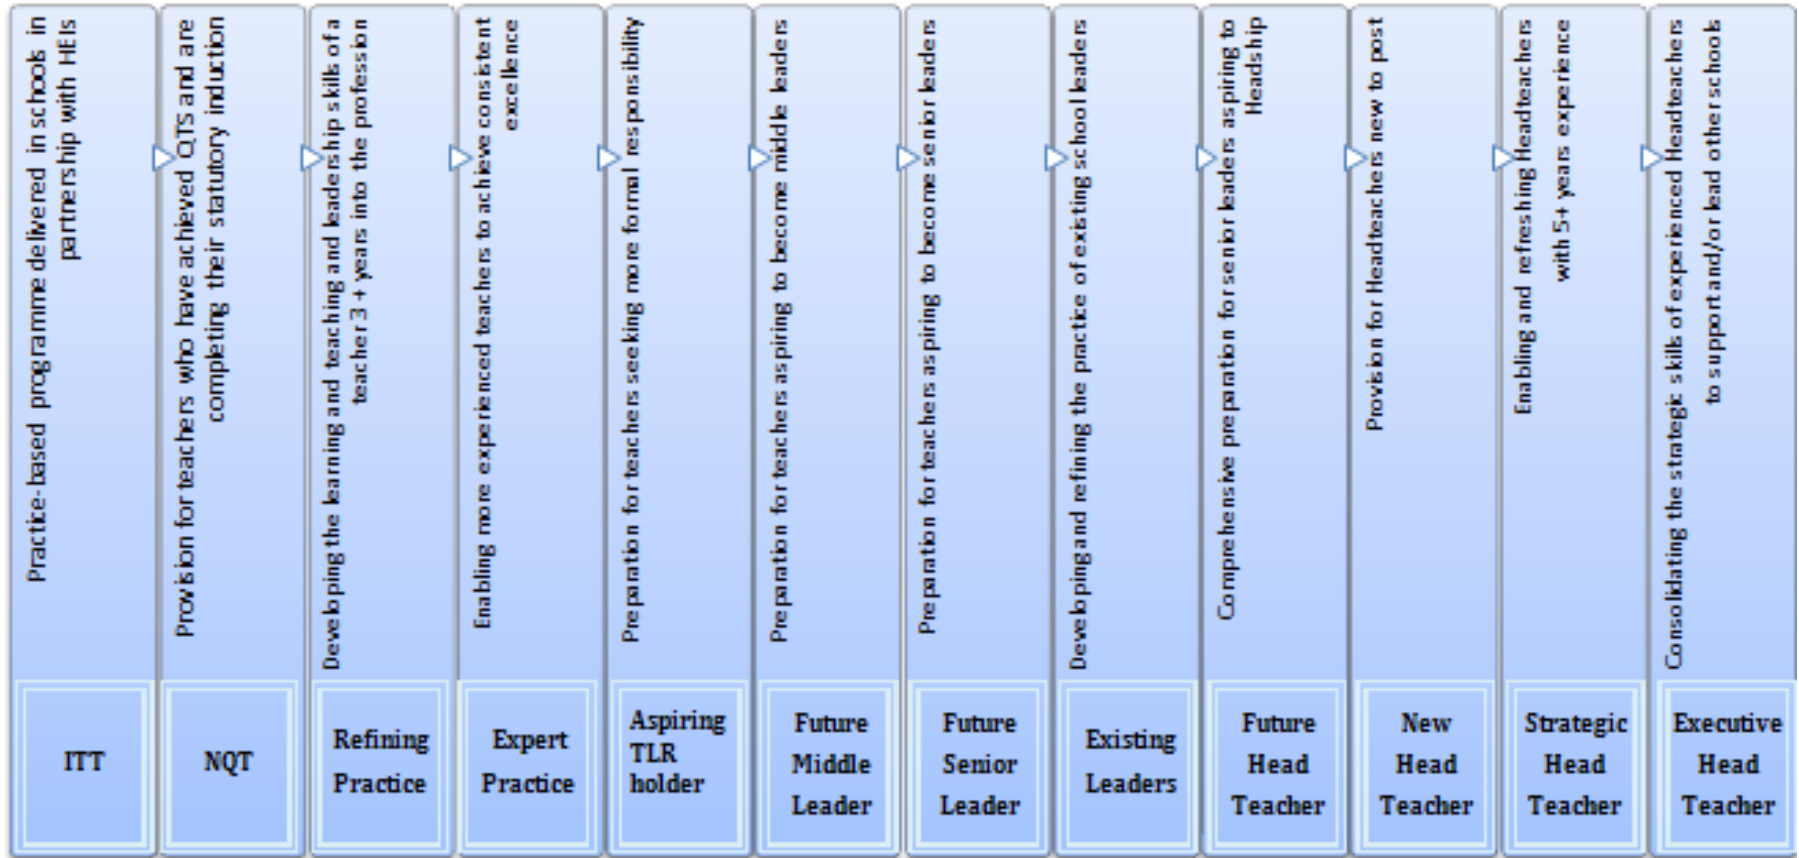 Practice-based programme delivered in schools in
partnership with HEIs
ITT
Provision for teachers who have achieved QTS and are
completing their statutory induction
NQT
Developing the learning and teaching and leadership skills of a
teacher 3 + years into the profession
Refining
Practice
Enabling more experienced teachers to achieve consistent
excellence
Expert
Practice
Preparation for teachers seeking more formal responsibility
Aspiring
TLR
holder
Preparation for teachers aspiring to become middle leaders
Future
Middle
Leader
Preparation for teachers aspiring to become senior leaders
Future
Senior
Leader
Developing and refining the practice of existing school leaders
Existing
Leaders
Comprehensive preparation for senior leaders aspiring to
Headship
Future
Head
Teacher
Provision for Headteachers new to post
New
Head
Teacher
Enabling and refreshing Headteachers
with 5+ years experience
Strategic
Head
Teacher
Consolidating the strategic skills of experienced Headteachers
to support and/or lead other schools
Executive
Head
Teacher